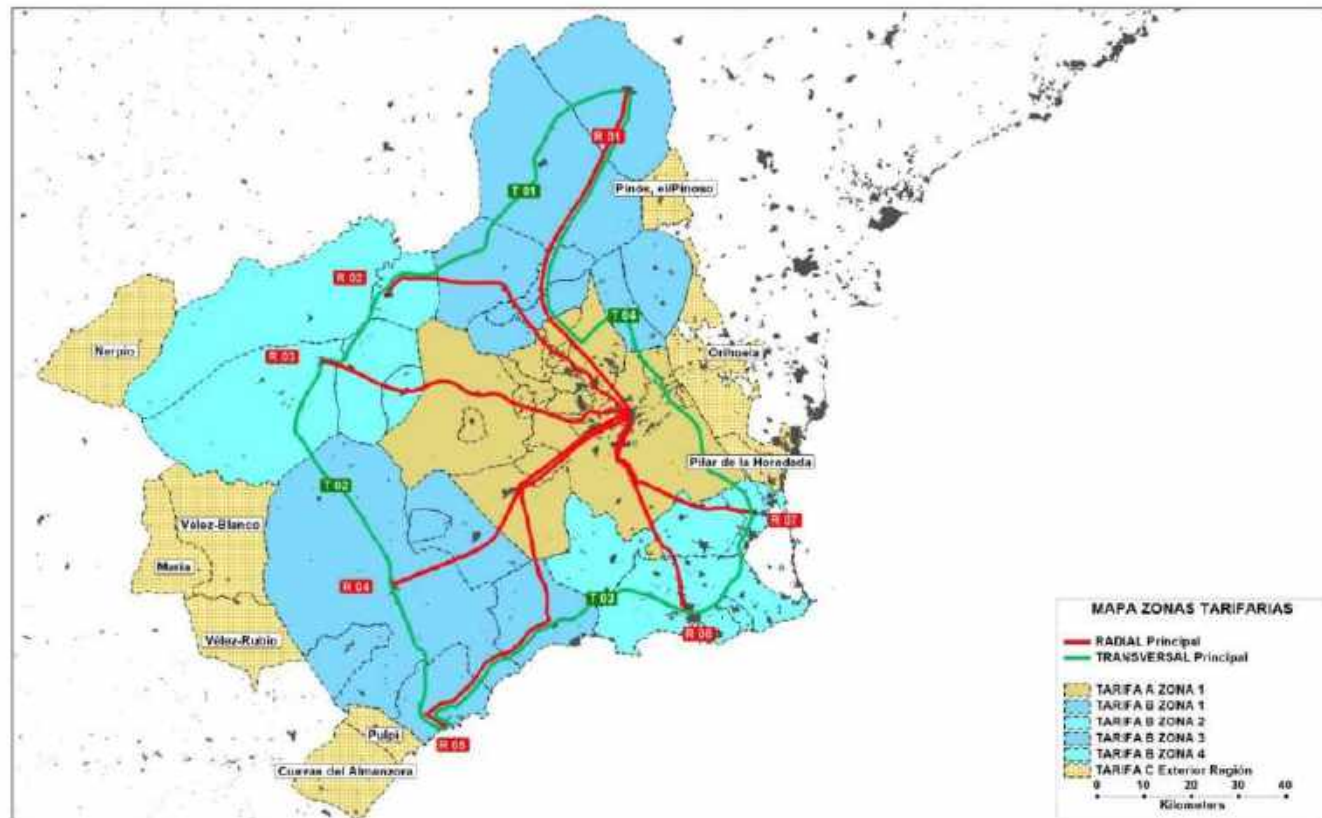 R 01
Pinós, el/Pinoso
T 01
R 02
T 04
Nerpio
R 03
Orihuela
Pilar de la Horadada
T 02
R 07
Vélez-Blanco
María
R 04
T 03
R 06
Vélez-Rubio
Pulpí
R 05
Cuevas del Almanzora
MAPA ZONAS TARIFARIAS
RADIAL Principal
TRANSVERSAL Principal
TARIFA A ZONA 1
TARIFA B ZONA 1
TARIFA B ZONA 2
TARIFA B ZONA 3
TARIFA B ZONA 4
TARIFA C Exterior Región
0 10 20 30 40
Kilometers